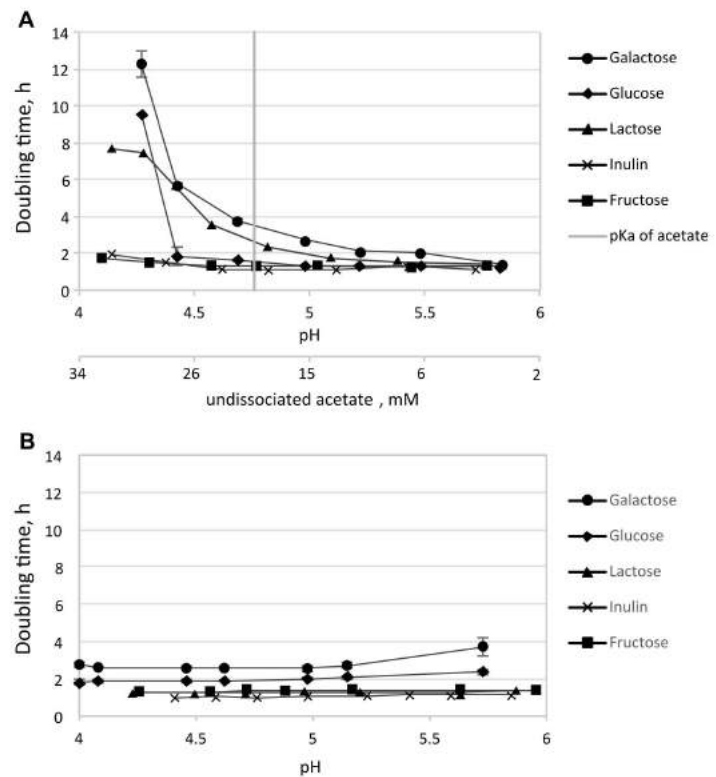 A
14
12
10
8
6
4
2
0
Doubling time, h
4 4.5 5 5.5 6
pH
34 26 15 6 2
undissociated acetate , mM
Galactose
Glucose
Lactose
Inulin
Fructose
pKa of acetate
B
14
12
10
8
6
4
2
0
Doubling time, h
4 4.5 5 5.5 6
pH
Galactose
Glucose
Lactose
Inulin
Fructose